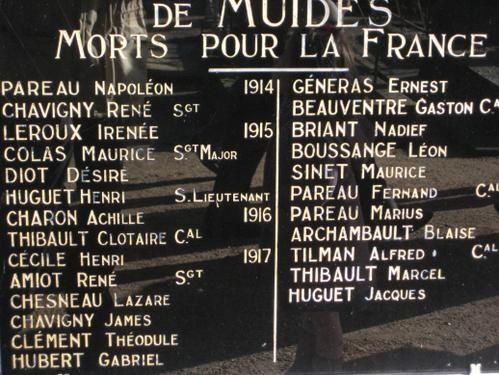 DE MUIDES
MORTS POUR LA FRANCE
PAREAU NAPOLÉON 1914
CHAVIGNY RENÉ SGT
LEROUX IRENÉE 1915
COLAS MAURICE SGT MAJOR
DIOT DÉSIRÉ
HUGUET HENRI S. LIEUTENANT
CHARON ACHILLE 1916
THIBAULT CLOTAIRE CAL
CÉCILE HENRI 1917
AMIOT RENÉ SGT
CHESNEAU LAZARE
CHAVIGNY JAMES
CLÉMENT THÉODULE
HUBERT GABRIEL
GÉNERAS ERNEST
BEAUVENTRE GASTON CA
BRIANT NADIEF
BOUSSANGE LÉON
SINET MAURICE
PAREAU FERNAND CAL
PAREAU MARIUS
ARCHAMBAULT BLAISE
TILMAN ALFRED CAL
THIBAULT MARCEL
HUGUET JACQUES